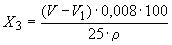 X₃ = (V − V₁) · 0,008 · 100 / 25 · ρ